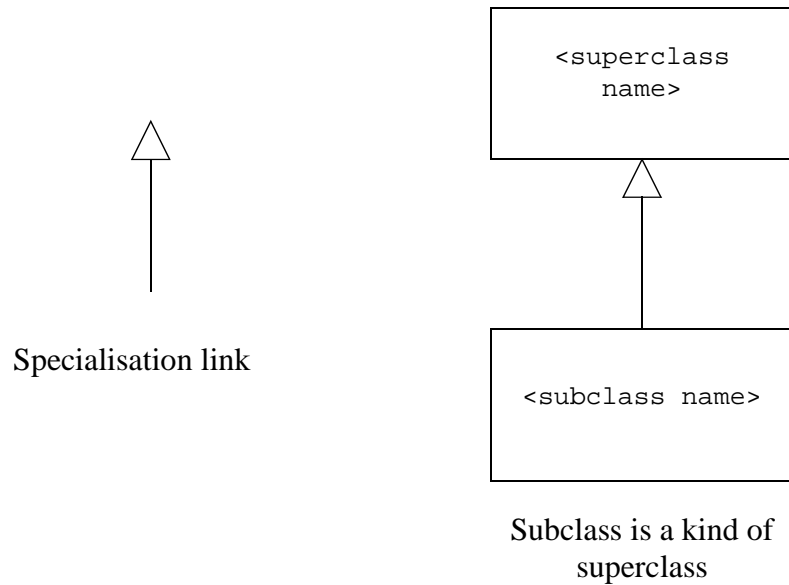 <superclass
name>
Specialisation link
<subclass name>
Subclass is a kind of
superclass